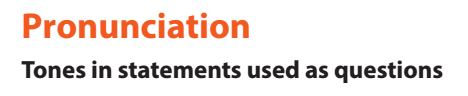 Pronunciation
Tones in statements used as questions